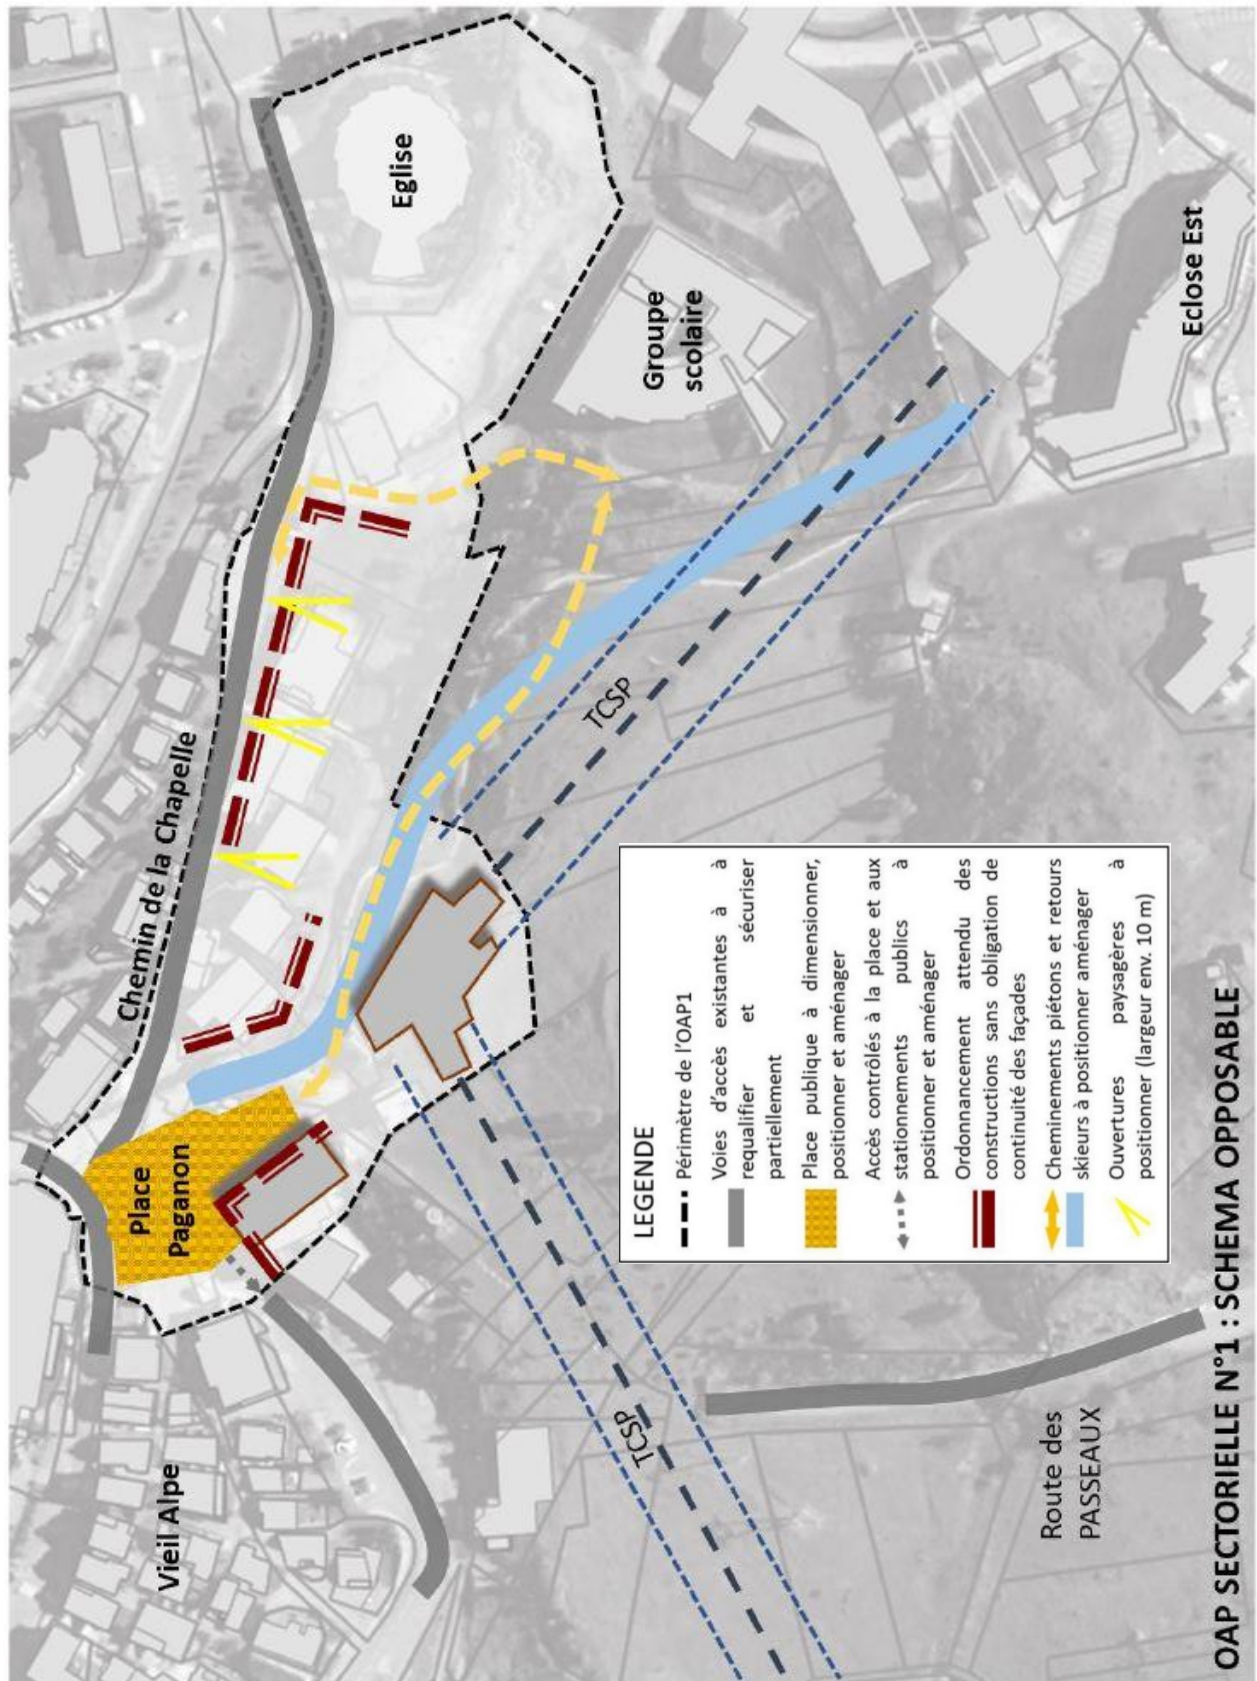 Vieil Alpe
Place
Paganon
Chemin de la Chapelle
Eglise
Groupe
scolaire
Eclose Est
TCSP
TCSP
Route des
PASSEAUX
LEGENDE
Périmètre de l'OAP1
Voies d'accès existantes à
requalifier et sécuriser
partiellement
Place publique à dimensionner,
positionner et aménager
Accès contrôlés à la place et aux
stationnements publics à
positionner et aménager
Ordonnancement attendu des
constructions sans obligation de
continuité des façades
Cheminements piétons et retours
skieurs à positionner aménager
Ouvertures paysagères à
positionner (largeur env. 10 m)
OAP SECTORIELLE N°1 : SCHEMA OPPOSABLE